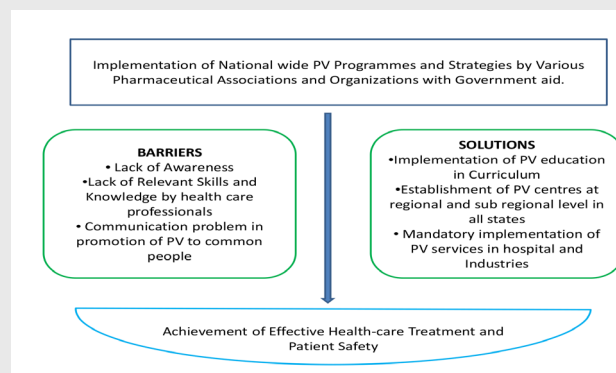 Implementation of National wide PV Programmes and Strategies by Various
Pharmaceutical Associations and Organizations with Government aid.
BARRIERS
• Lack of Awareness
•Lack of Relevant Skills and
Knowledge by health care
professionals
• Communication problem in
promotion of PV to common
people
SOLUTIONS
•Implementation of PV education
in Curriculum
• Establishment of PV centres at
regional and sub regional level in
all states
• Mandatory implementation of
PV services in hospital and
Industries
Achievement of Effective Health-care Treatment and
Patient Safety